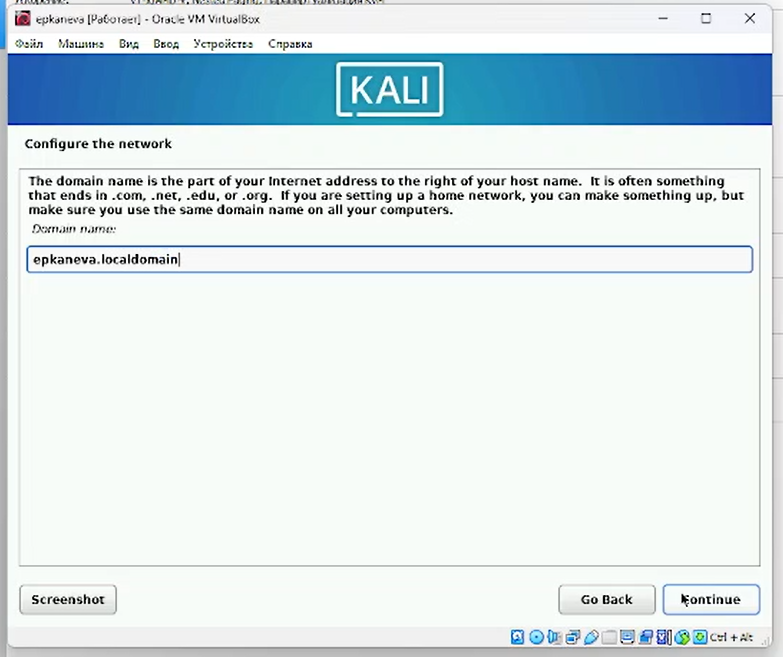 epkaneva [Работает] - Oracle VM VirtualBox
Файл Машина Вид Ввод Устройства Справка
KALI
Configure the network
The domain name is the part of your Internet address to the right of your host name. It is often something
that ends in .com, .net, .edu, or .org. If you are setting up a home network, you can make something up, but
make sure you use the same domain name on all your computers.
Domain name:
epkaneva.localdomain
Screenshot Go Back Continue
Ctrl + Alt